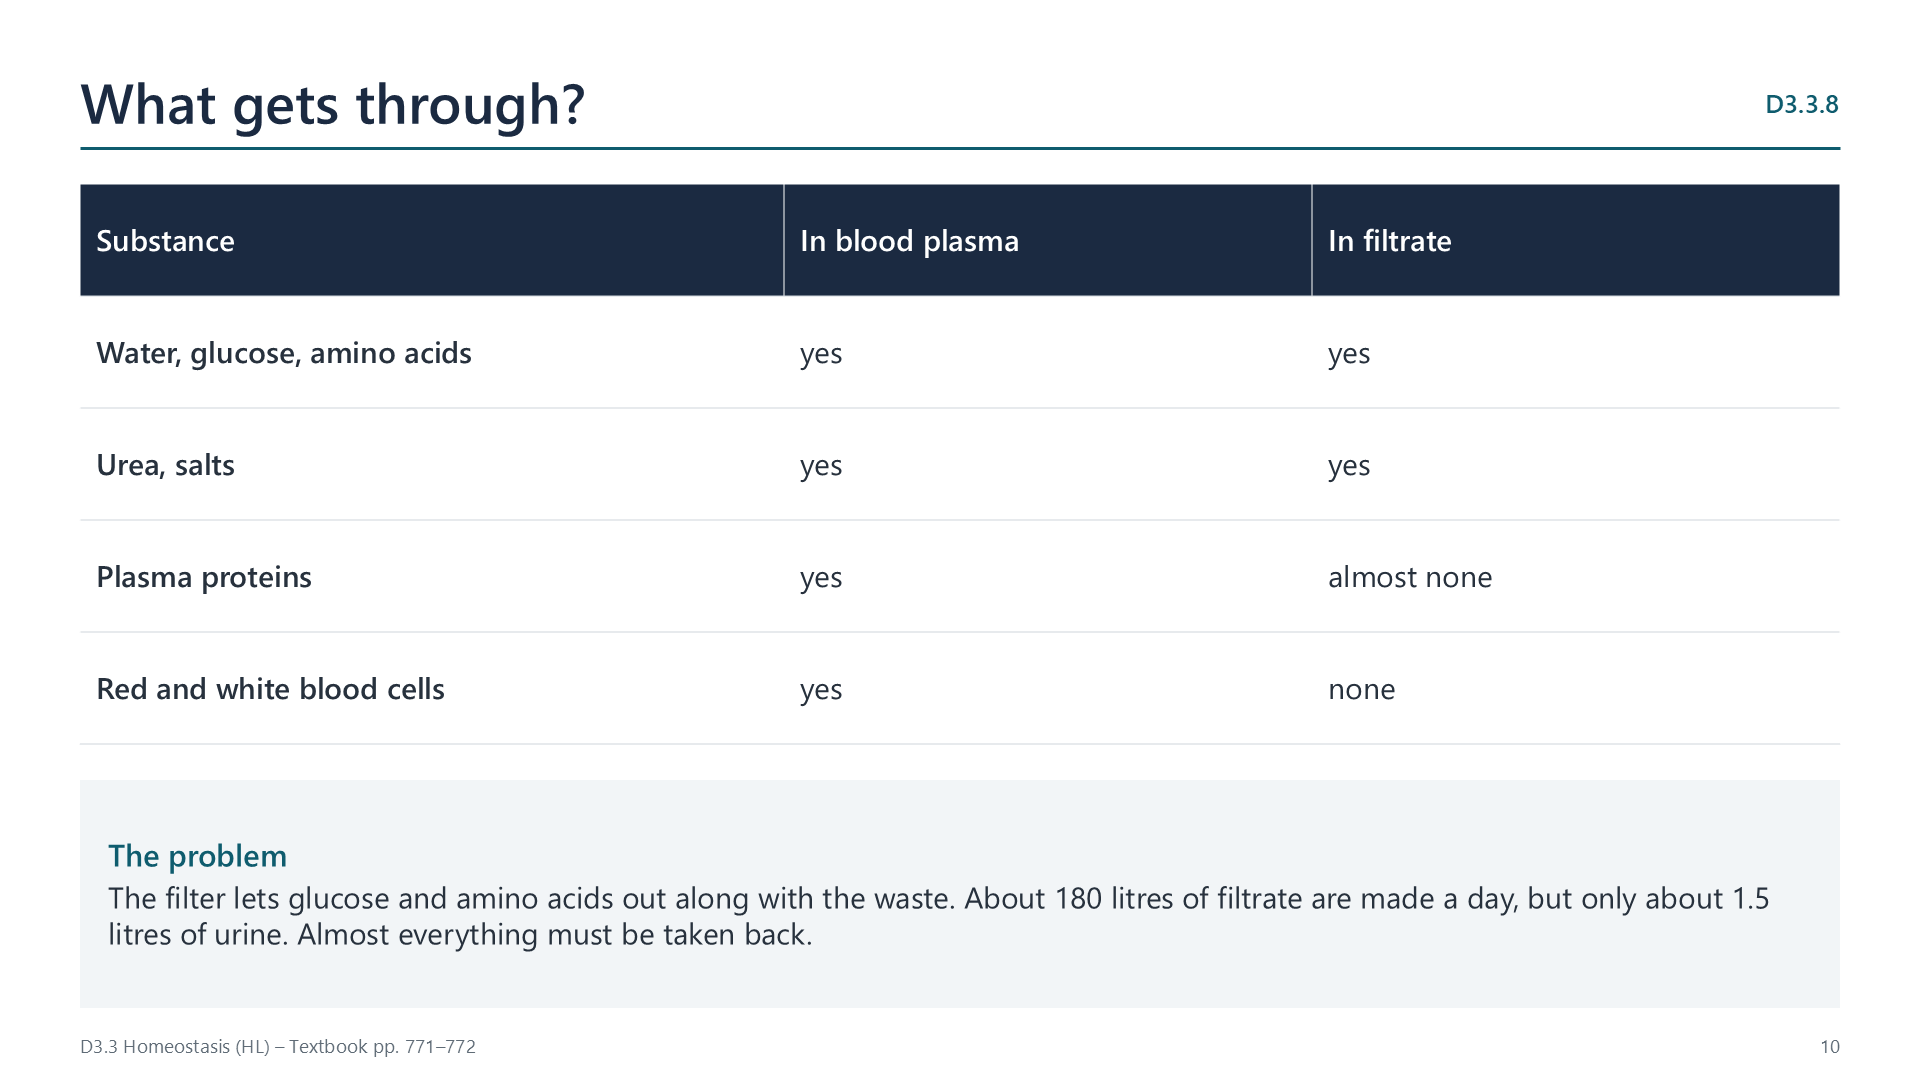 What gets through?
D3.3.8
Substance
In blood plasma
In filtrate
Water, glucose, amino acids
yes
yes
Urea, salts
yes
yes
Plasma proteins
yes
almost none
Red and white blood cells
yes
none
The problem
The filter lets glucose and amino acids out along with the waste. About 180 litres of filtrate are made a day, but only about 1.5
litres of urine. Almost everything must be taken back.
D3.3 Homeostasis (HL) – Textbook pp. 771–772
10